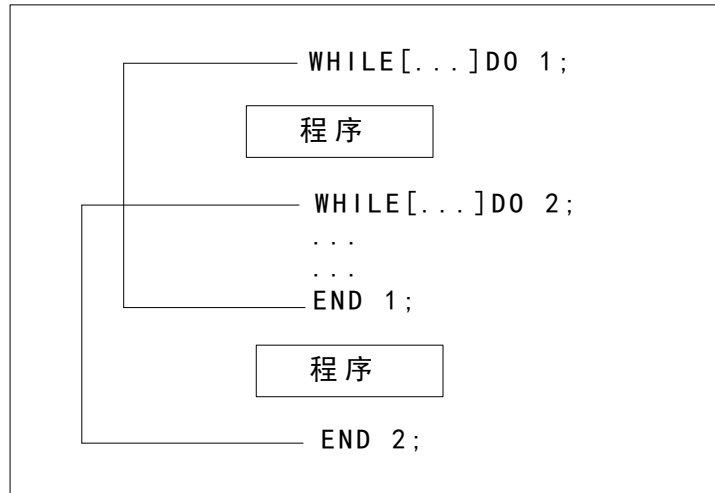 WHILE[...]DO 1;
程序
WHILE[...]DO 2;
...
...
END 1;
程序
END 2;